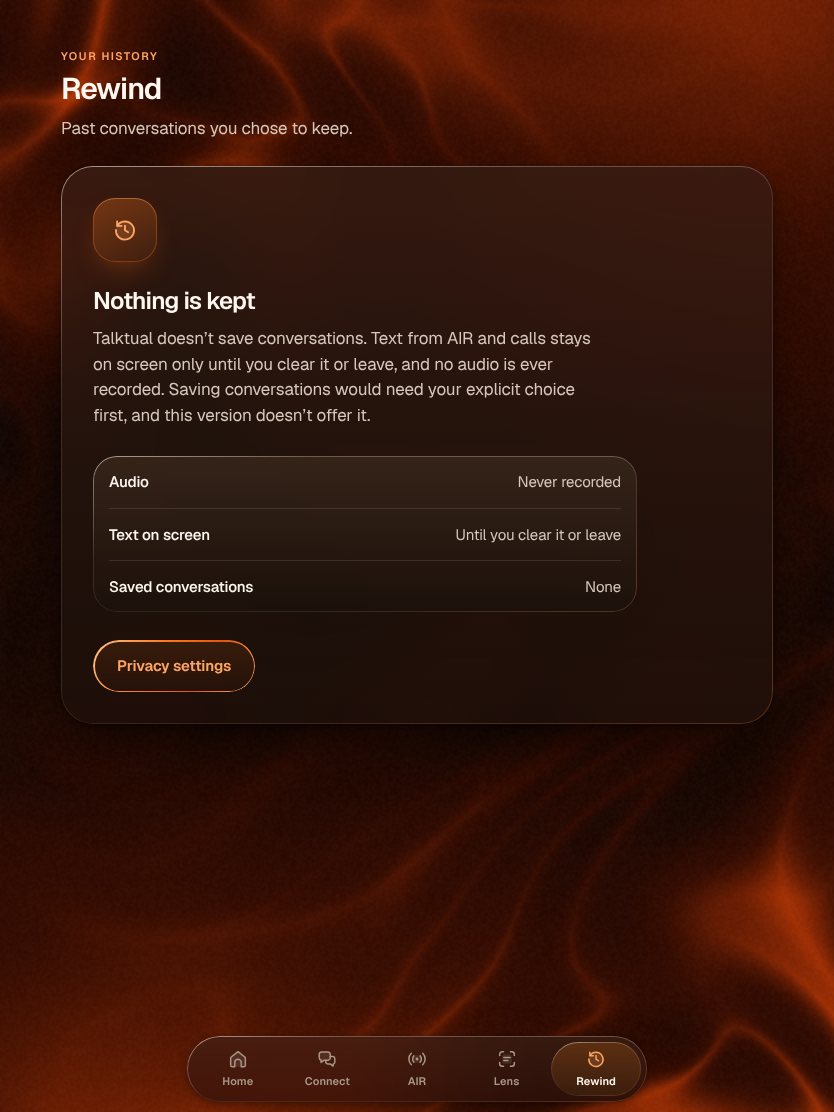 YOUR HISTORY
Rewind
Past conversations you chose to keep.
Nothing is kept
Talktual doesn’t save conversations. Text from AIR and calls stays
on screen only until you clear it or leave, and no audio is ever
recorded. Saving conversations would need your explicit choice
first, and this version doesn’t offer it.
Audio Never recorded
Text on screen Until you clear it or leave
Saved conversations None
Privacy settings
Home Connect AIR Lens Rewind